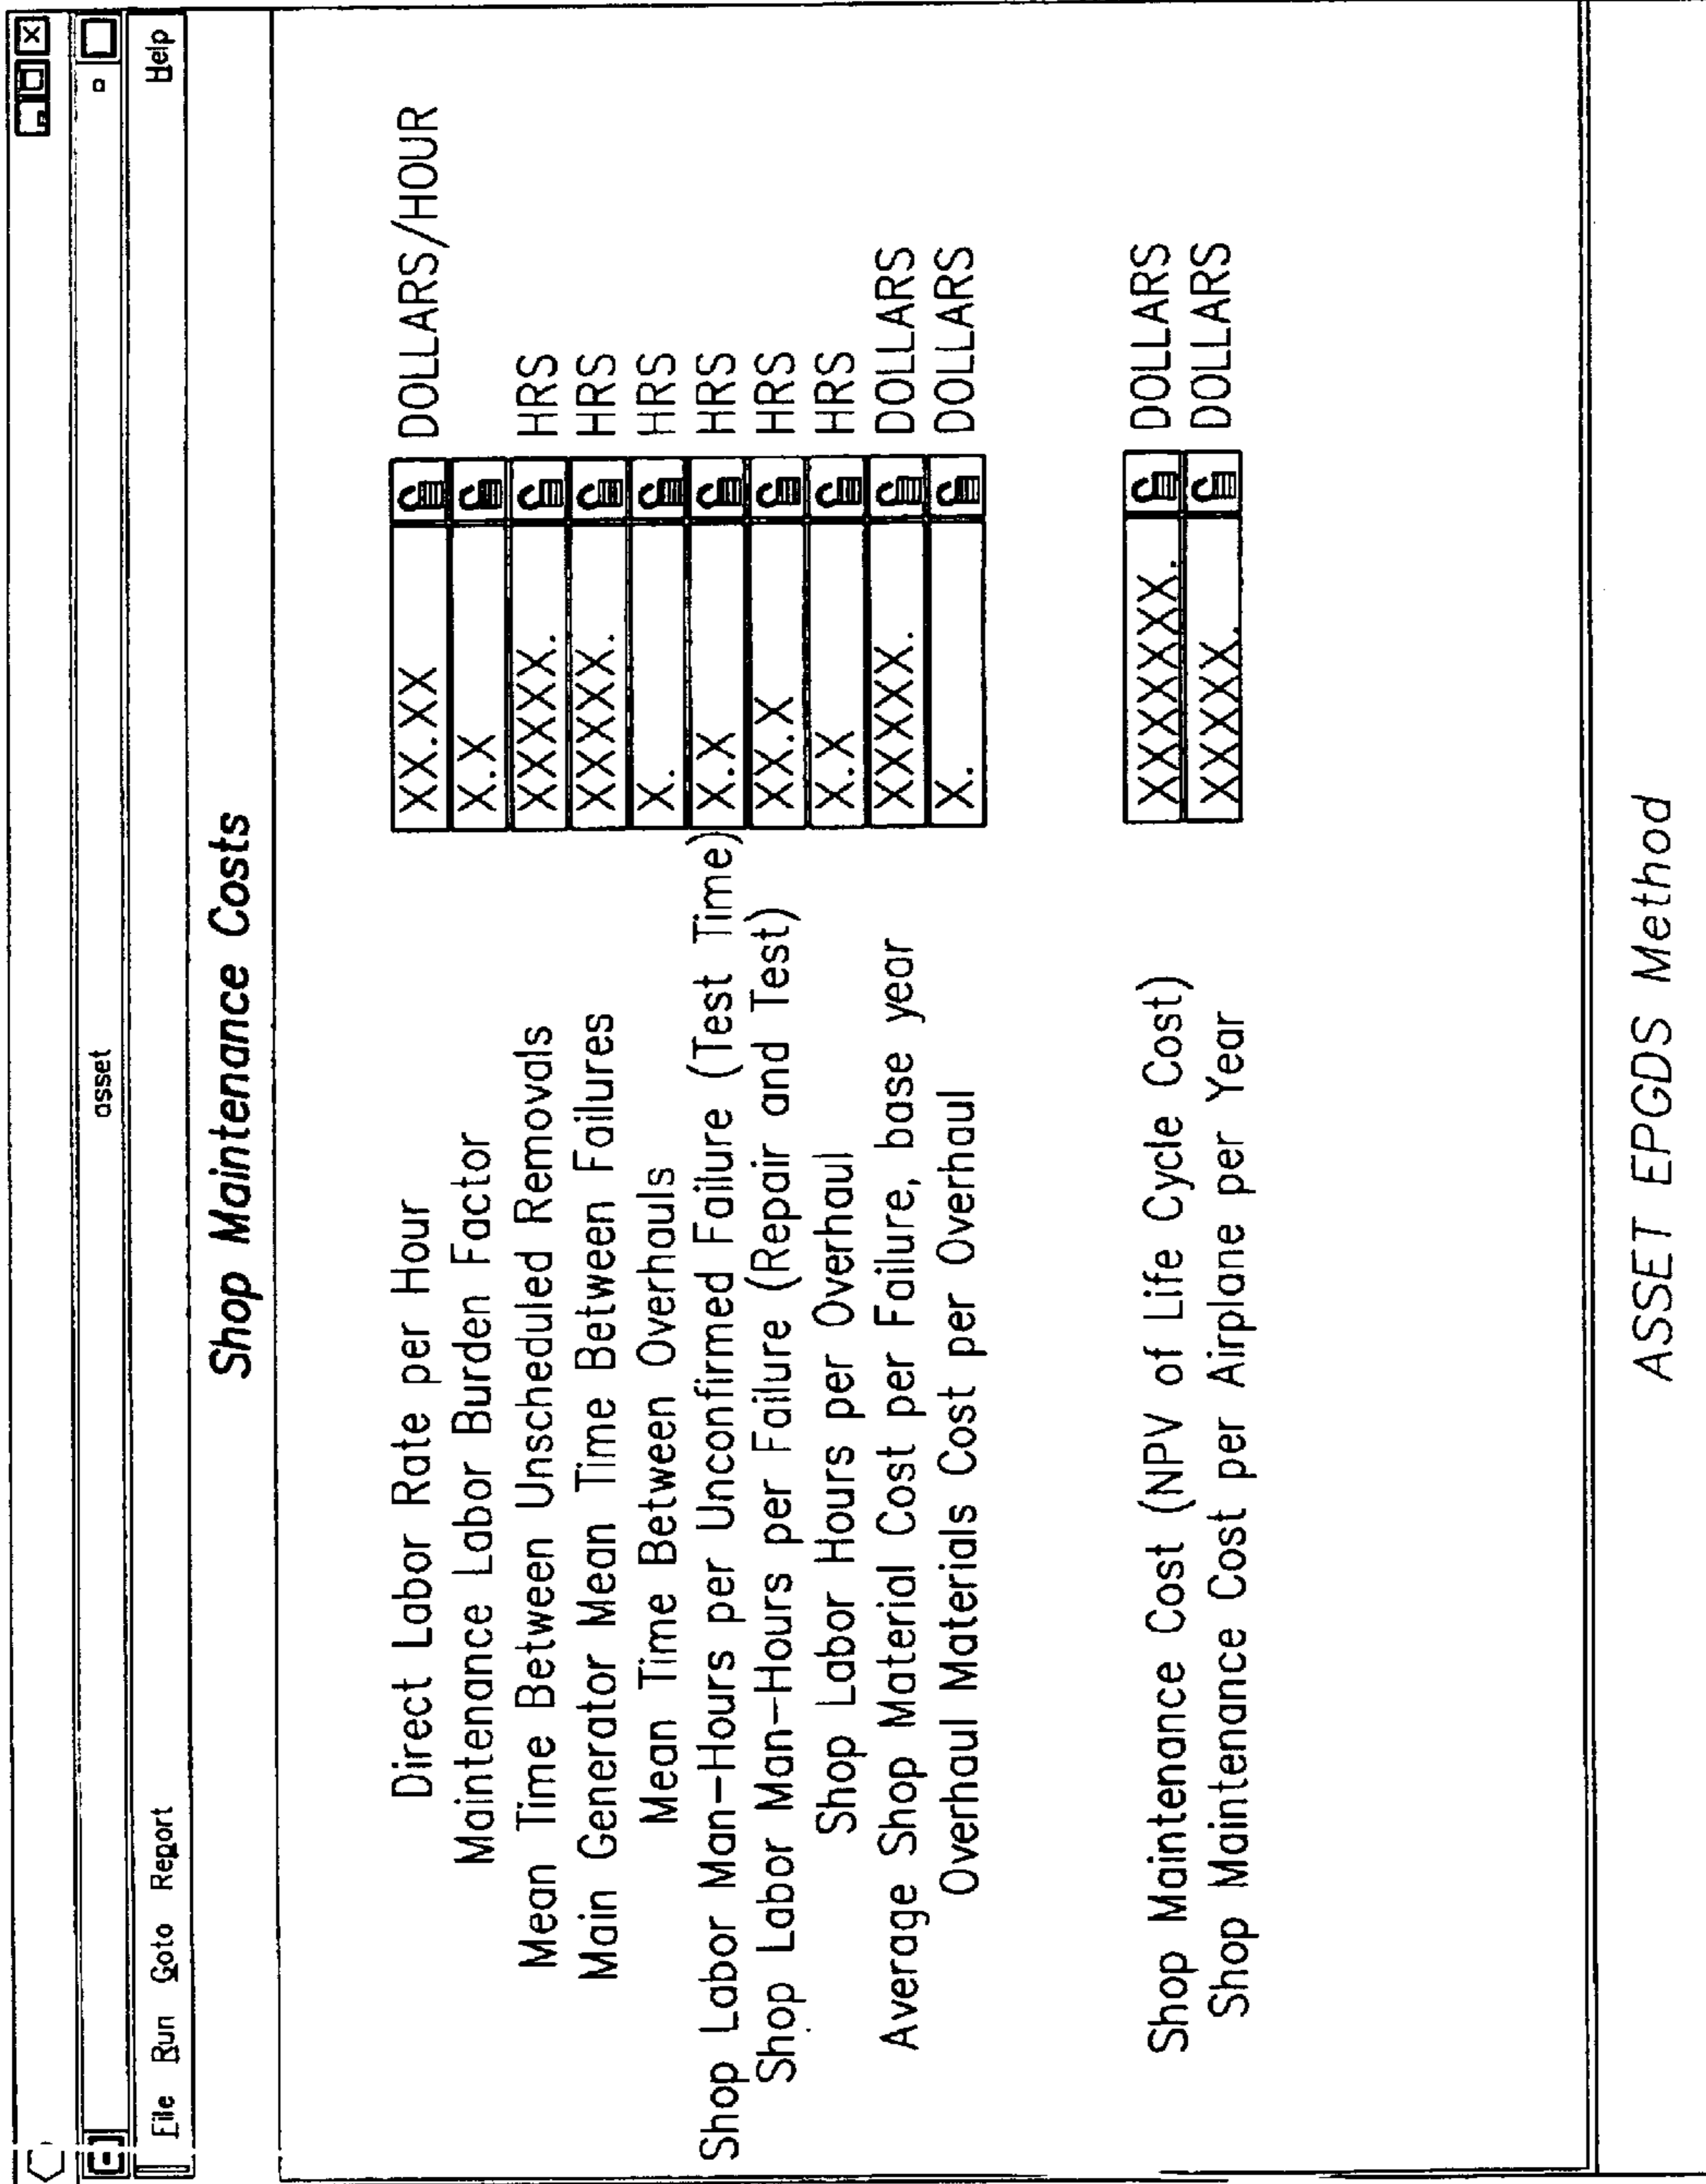 asset
File Run Goto Report Help
Shop Maintenance Costs
Direct Labor Rate per Hour XX.XX DOLLARS/HOUR
Maintenance Labor Burden Factor X.X
Mean Time Between Unscheduled Removals XXXXX. HRS
Main Generator Mean Time Between Failures XXXXX. HRS
Mean Time Between Overhauls X. HRS
Shop Labor Man-Hours per Unconfirmed Failure (Test Time) X.X HRS
Shop Labor Man-Hours per Failure (Repair and Test) XX.X HRS
Shop Labor Hours per Overhaul X.X HRS
Average Shop Material Cost per Failure, base year XXXXX. DOLLARS
Overhaul Materials Cost per Overhaul X. DOLLARS
Shop Maintenance Cost (NPV of Life Cycle Cost) XXXXXXX. DOLLARS
Shop Maintenance Cost per Airplane per Year XXXXX. DOLLARS
ASSET EPGDS Method